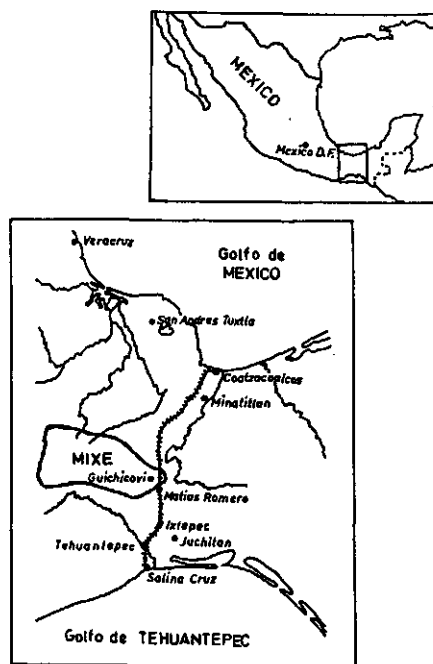 MEXICO
Mexico D.F.
Veracruz
Golfo de
MEXICO
San Andres Tuxtla
Coatzacoalcos
Minatitlan
MIXE
Guichicovi
Matias Romero
Ixtepec
Juchitan
Tehuantepec
Salina Cruz
Golfo de TEHUANTEPEC